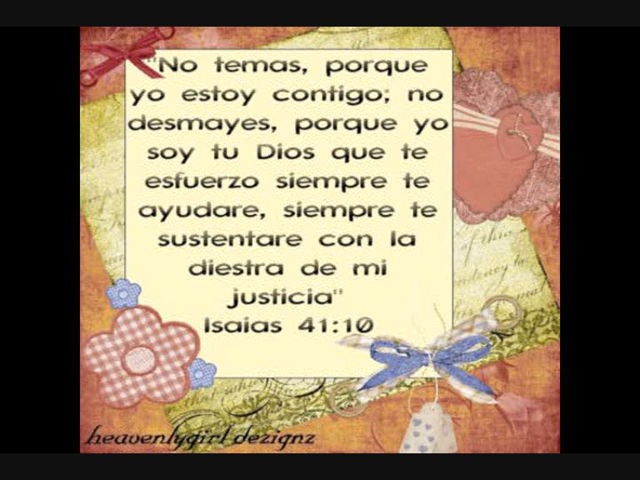 "No temas, porque
yo estoy contigo; no
desmayes, porque yo
soy tu Dios que te
esfuerzo siempre te
ayudare, siempre te
sustentare con la
diestra de mi
justicia"
Isaias 41:10
heavenlygirl dezignz